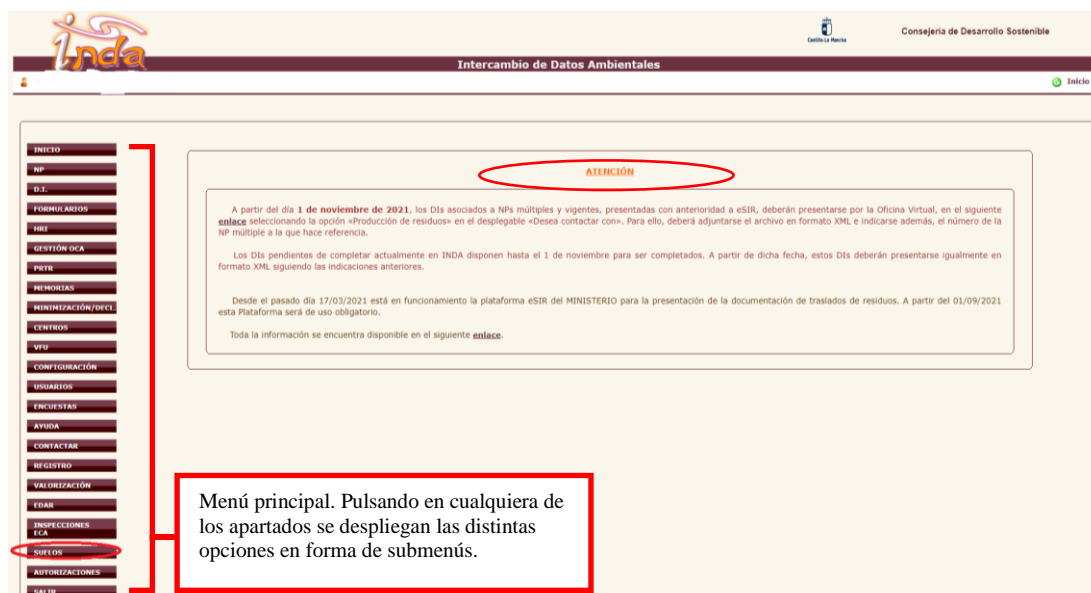 Inda
Castilla-La Mancha
Consejería de Desarrollo Sostenible
Intercambio de Datos Ambientales
Inicio
INICIO
NP
D.I.
FORMULARIOS
HRI
GESTIÓN OCA
PRTR
MEMORIAS
MINIMIZACIÓN/DECL.
CENTROS
VFU
CONFIGURACIÓN
USUARIOS
ENCUESTAS
AYUDA
CONTACTAR
REGISTRO
VALORIZACIÓN
EDAR
INSPECCIONES
ECA
SUELOS
AUTORIZACIONES
SALIR
ATENCIÓN
A partir del día 1 de noviembre de 2021, los DIs asociados a NPs múltiples y vigentes, presentadas con anterioridad a eSIR, deberán presentarse por la Oficina Virtual, en el siguiente
enlace seleccionando la opción «Producción de residuos» en el desplegable «Desea contactar con». Para ello, deberá adjuntarse el archivo en formato XML e indicarse además, el número de la
NP múltiple a la que hace referencia.
Los DIs pendientes de completar actualmente en INDA disponen hasta el 1 de noviembre para ser completados. A partir de dicha fecha, estos DIs deberán presentarse igualmente en
formato XML siguiendo las indicaciones anteriores.
Desde el pasado día 17/03/2021 está en funcionamiento la plataforma eSIR del MINISTERIO para la presentación de la documentación de traslados de residuos. A partir del 01/09/2021
esta Plataforma será de uso obligatorio.
Toda la información se encuentra disponible en el siguiente enlace.
Menú principal. Pulsando en cualquiera de
los apartados se despliegan las distintas
opciones en forma de submenús.